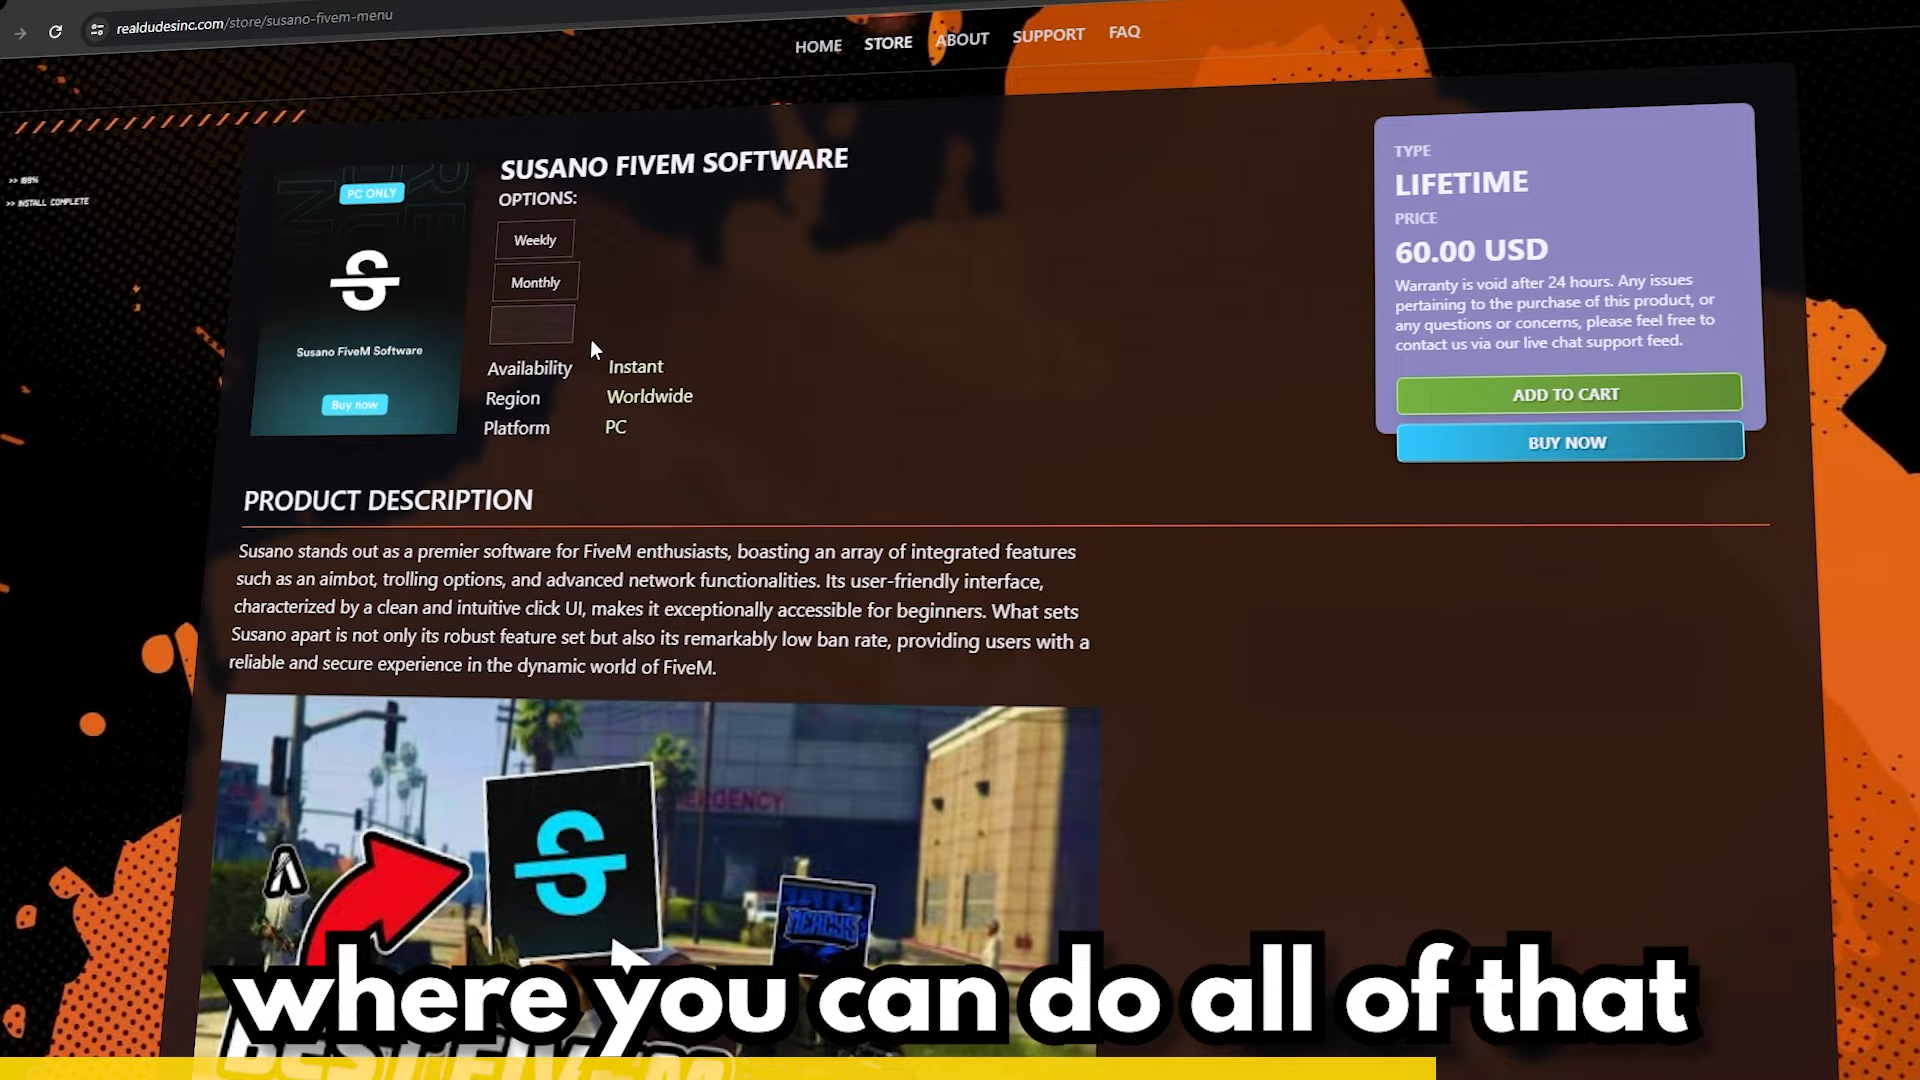 realdudesinc.com/store/susano-fivem-menu
HOME STORE ABOUT SUPPORT FAQ
>> 100%
>> INSTALL COMPLETE
PC ONLY
Susano FiveM Software
Buy now
SUSANO FIVEM SOFTWARE
OPTIONS:
Weekly
Monthly
Availability Instant
Region Worldwide
Platform PC
TYPE
LIFETIME
PRICE
60.00 USD
Warranty is void after 24 hours. Any issues
pertaining to the purchase of this product, or
any questions or concerns, please feel free to
contact us via our live chat support feed.
ADD TO CART
BUY NOW
PRODUCT DESCRIPTION
Susano stands out as a premier software for FiveM enthusiasts, boasting an array of integrated features
such as an aimbot, trolling options, and advanced network functionalities. Its user-friendly interface,
characterized by a clean and intuitive click UI, makes it exceptionally accessible for beginners. What sets
Susano apart is not only its robust feature set but also its remarkably low ban rate, providing users with a
reliable and secure experience in the dynamic world of FiveM.
EMERGENCY
MERCYS
where you can do all of that
BEST FIVEM